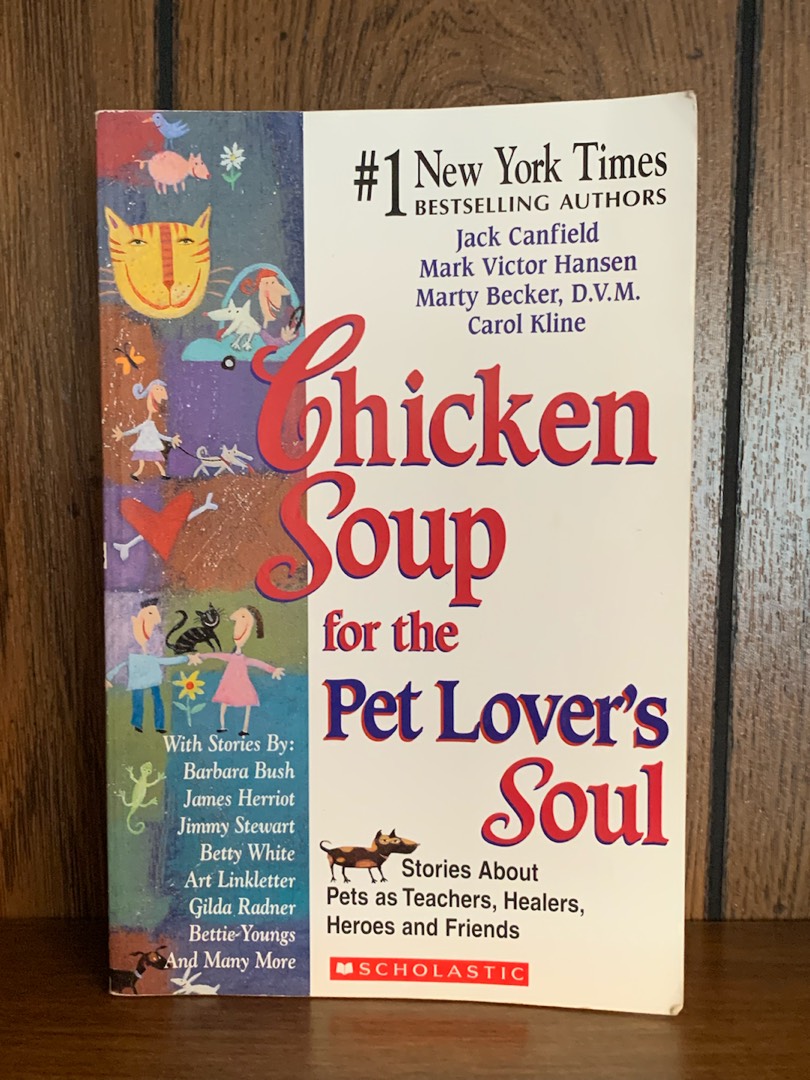 #1 New York Times
BESTSELLING AUTHORS
Jack Canfield
Mark Victor Hansen
Marty Becker, D.V.M.
Carol Kline
Chicken
Soup
for the
Pet Lover's
Soul
With Stories By:
Barbara Bush
James Herriot
Jimmy Stewart
Betty White
Art Linkletter
Gilda Radner
Bettie Youngs
And Many More
Stories About
Pets as Teachers, Healers,
Heroes and Friends
SCHOLASTIC